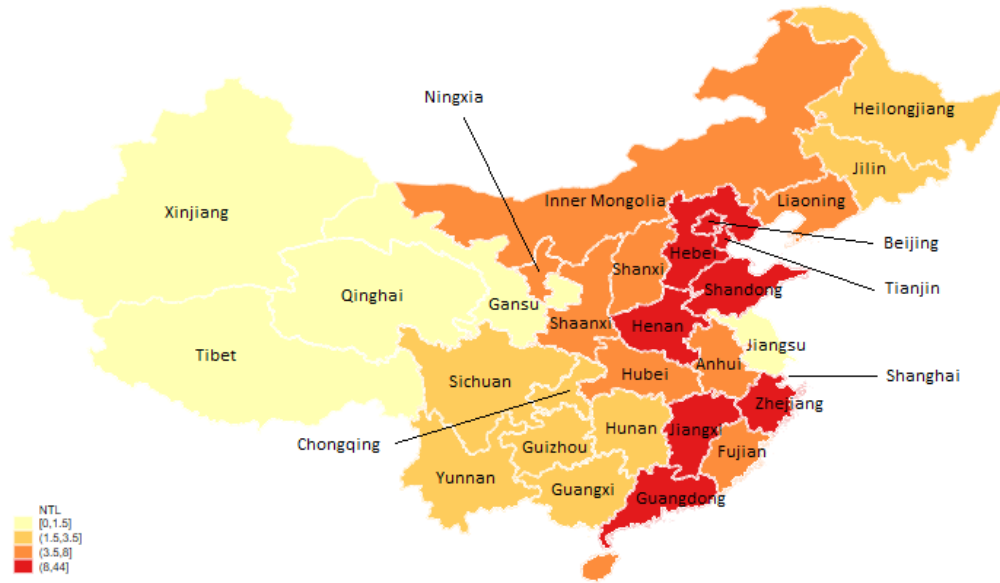 Ningxia
Heilongjiang
Jilin
Xinjiang
Inner Mongolia
Liaoning
Beijing
Hebei
Shanxi
Tianjin
Qinghai
Gansu
Shandong
Shaanxi
Henan
Jiangsu
Tibet
Anhui
Hubei
Shanghai
Sichuan
Zhejiang
Chongqing
Hunan
Jiangxi
Guizhou
Fujian
Yunnan
Guangxi
Guangdong
NTL
[0,1.5]
(1.5,3.5]
(3.5,8]
(8,44]